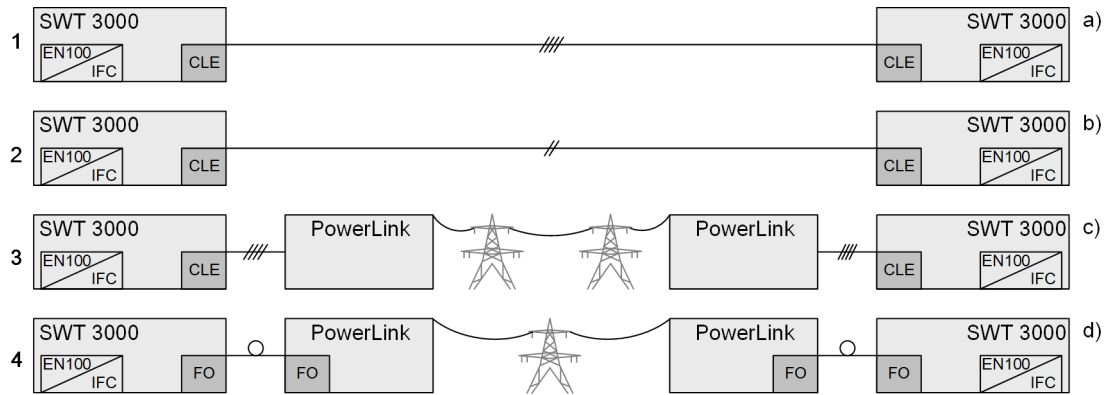 SWT 3000 SWT 3000 a)
1 EN100 IFC CLE CLE EN100 IFC
SWT 3000 SWT 3000 b)
2 EN100 IFC CLE CLE EN100 IFC
SWT 3000 PowerLink PowerLink SWT 3000 c)
3 EN100 IFC CLE CLE EN100 IFC
SWT 3000 PowerLink PowerLink SWT 3000 d)
4 EN100 IFC FO FO FO FO EN100 IFC